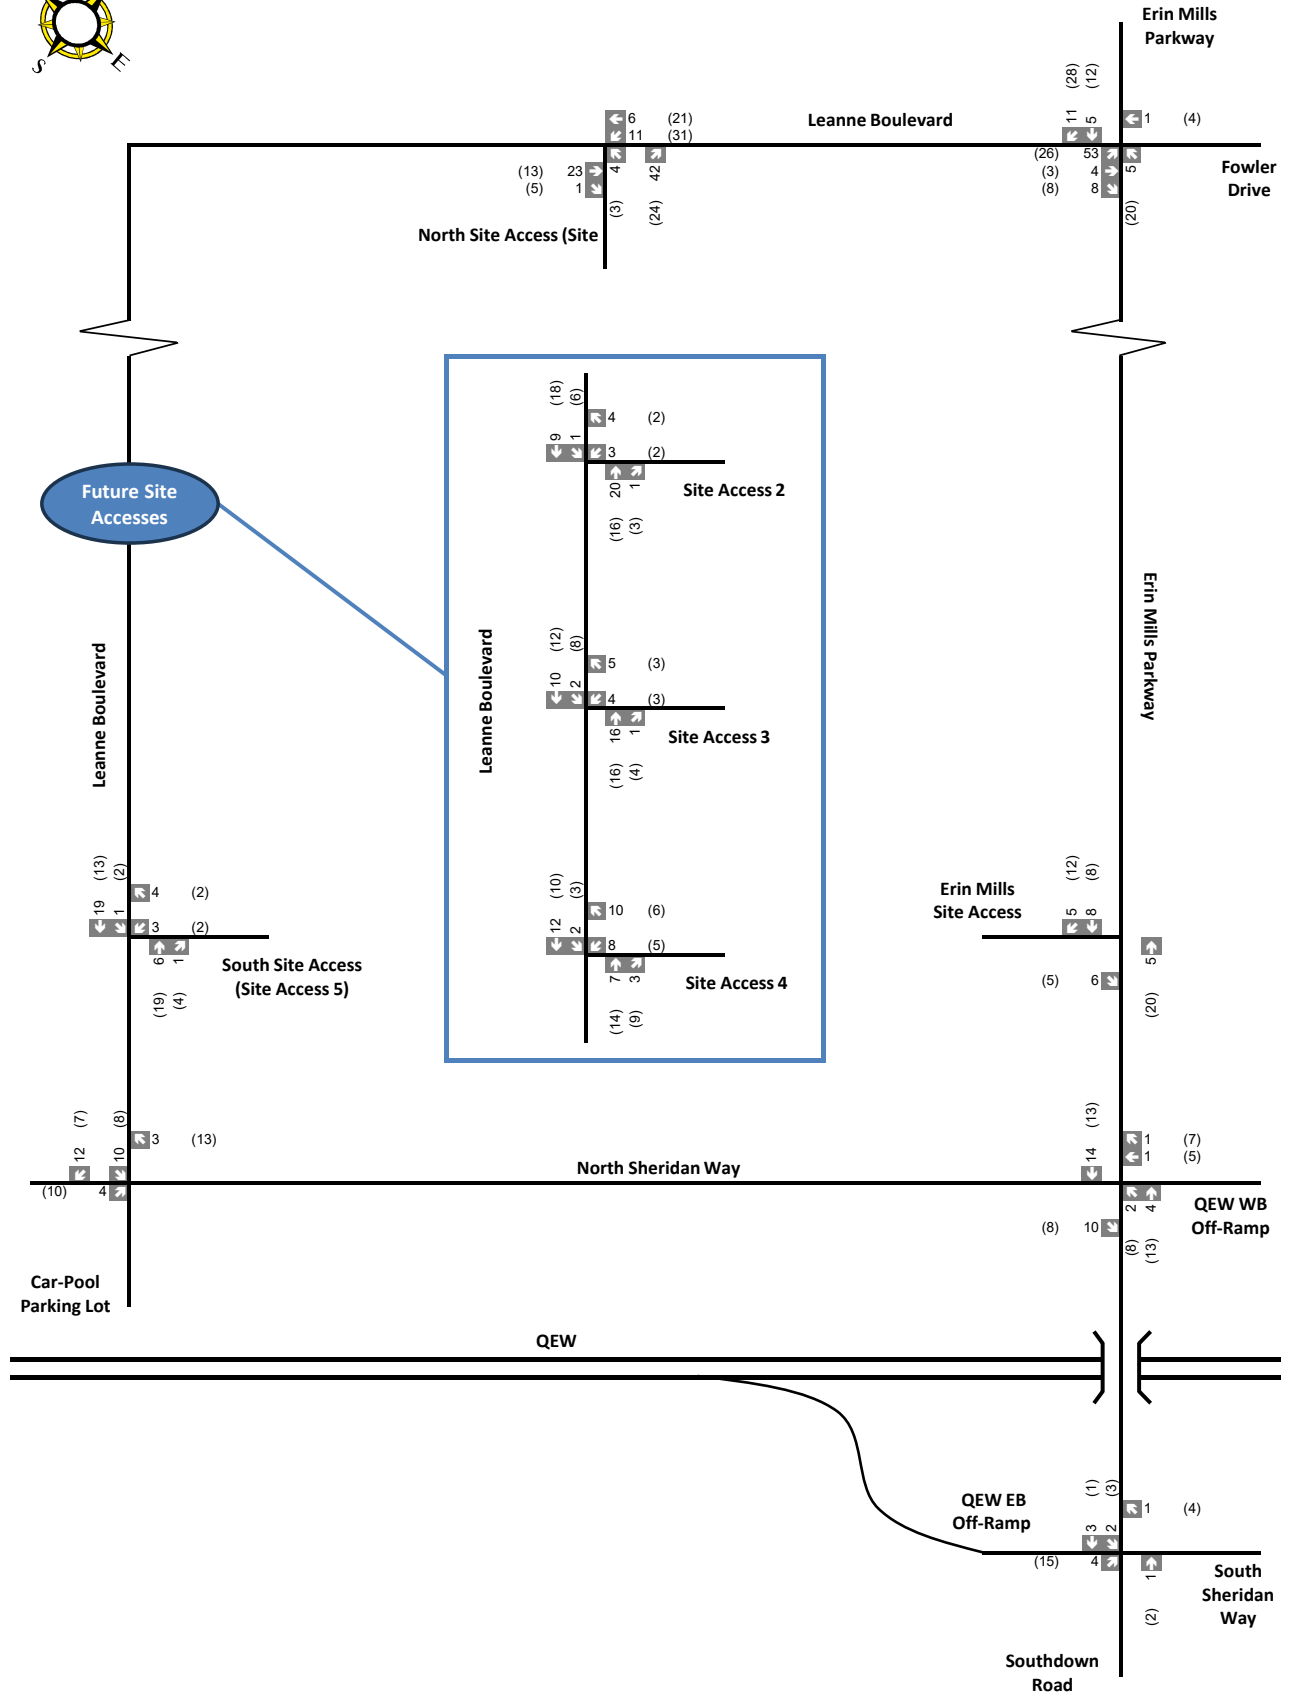 S
E
Erin Mills
Parkway
(28)
(12)
11
5
1 (4)
6 (21)
11 (31)
Leanne Boulevard
(13) 23
(5) 1
4
42
(3)
(24)
(26) 53
(3) 4
(8) 8
5
(20)
Fowler
Drive
North Site Access (Site
(18)
(6)
9
1
4 (2)
3 (2)
20
1
(16)
(3)
Site Access 2
Future Site
Accesses
Leanne Boulevard
Leanne Boulevard
Erin Mills Parkway
(12)
(8)
10
2
5 (3)
4 (3)
16
1
(16)
(4)
Site Access 3
(13)
(2)
19
1
4 (2)
3 (2)
6
1
(19)
(4)
South Site Access
(Site Access 5)
(10)
(3)
12
2
10 (6)
8 (5)
7
3
(14)
(9)
Site Access 4
Erin Mills
Site Access
(12)
(8)
5
8
(5) 6
5
(20)
(7)
(8)
12
10
3 (13)
(10) 4
North Sheridan Way
(13)
14
1 (7)
1 (5)
2
4
(8) 10
(8)
(13)
QEW WB
Off-Ramp
Car-Pool
Parking Lot
QEW
QEW EB
Off-Ramp
(1)
(3)
3
2
1 (4)
(15) 4
1
(2)
South
Sheridan
Way
Southdown
Road